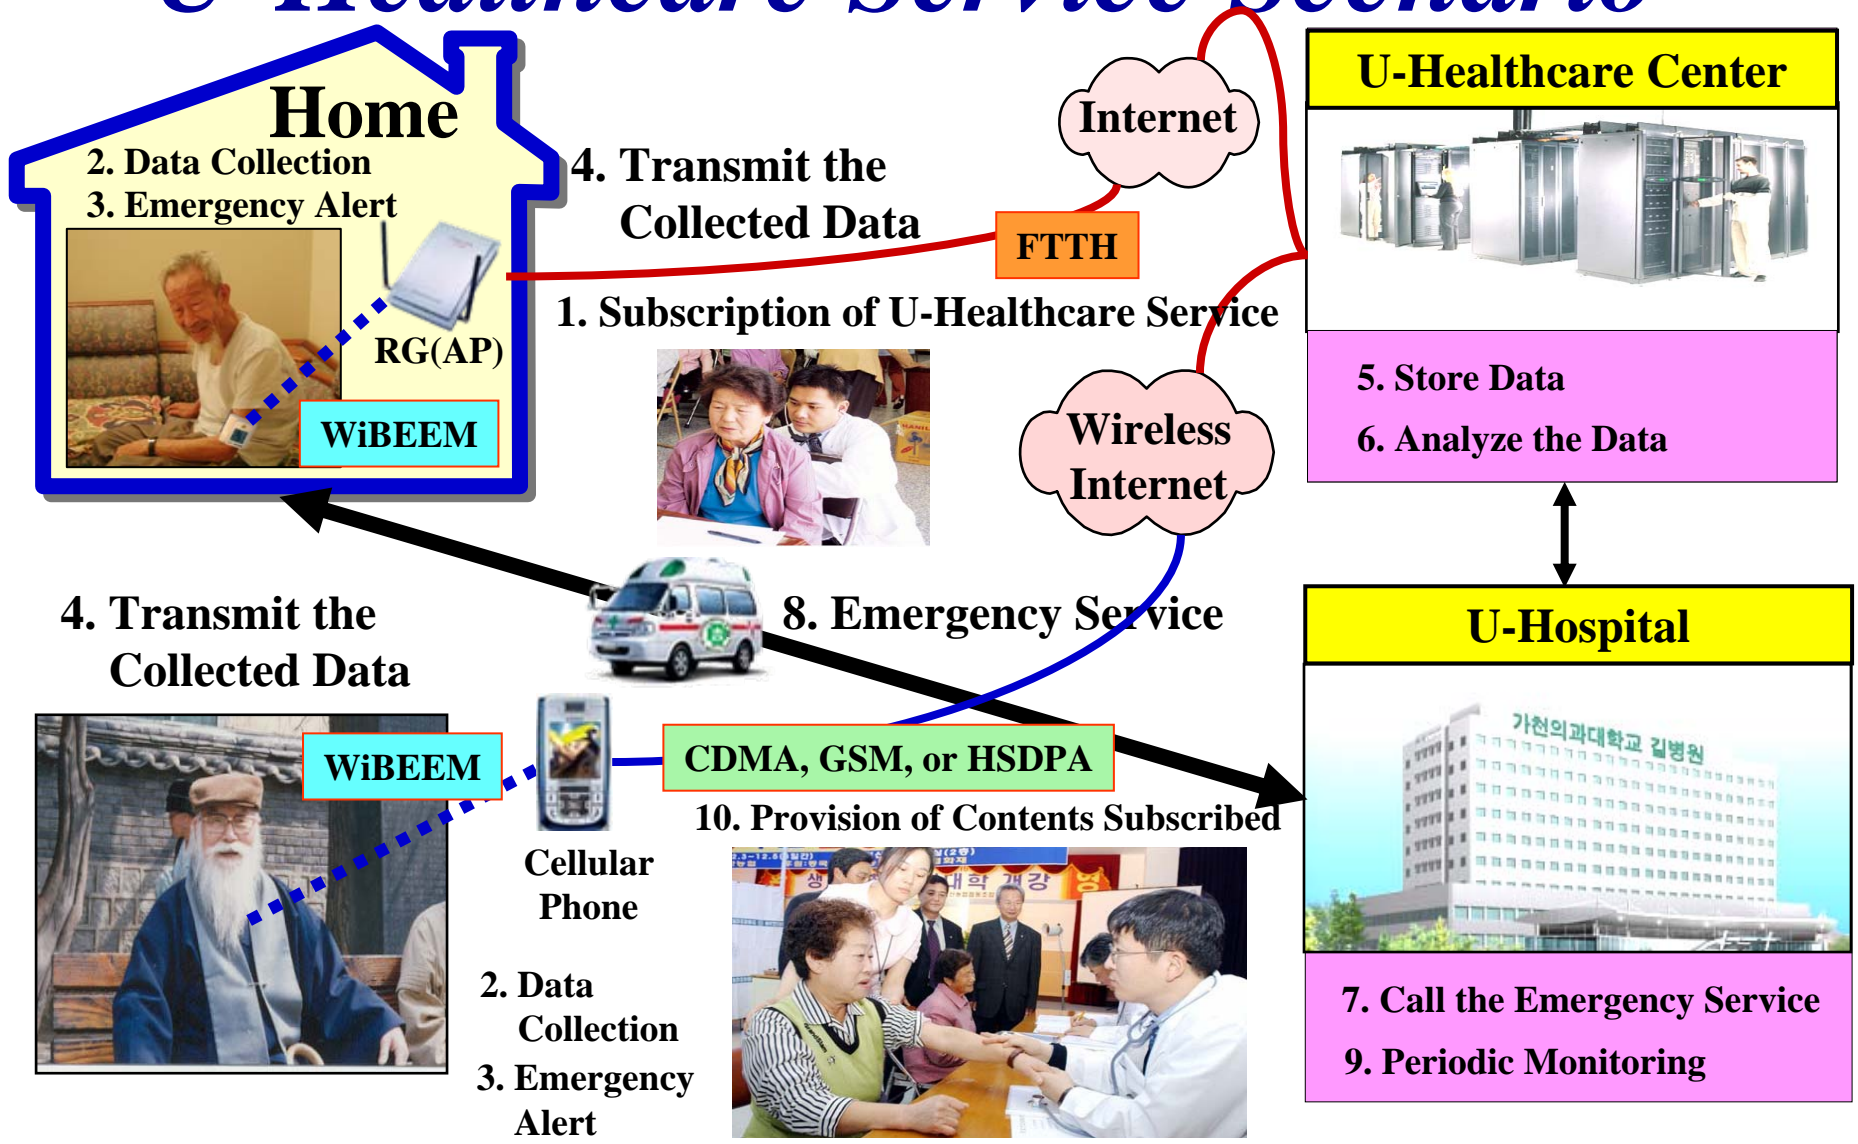 U-Healthcare Service Scenario
Home
2. Data Collection
3. Emergency Alert
RG(AP)
WiBEEM
4. Transmit the
Collected Data
FTTH
Internet
1. Subscription of U-Healthcare Service
Wireless
Internet
U-Healthcare Center
5. Store Data
6. Analyze the Data
8. Emergency Service
4. Transmit the
Collected Data
WiBEEM
Cellular
Phone
2. Data
Collection
3. Emergency
Alert
CDMA, GSM, or HSDPA
10. Provision of Contents Subscribed
U-Hospital
가천의과대학교 길병원
7. Call the Emergency Service
9. Periodic Monitoring